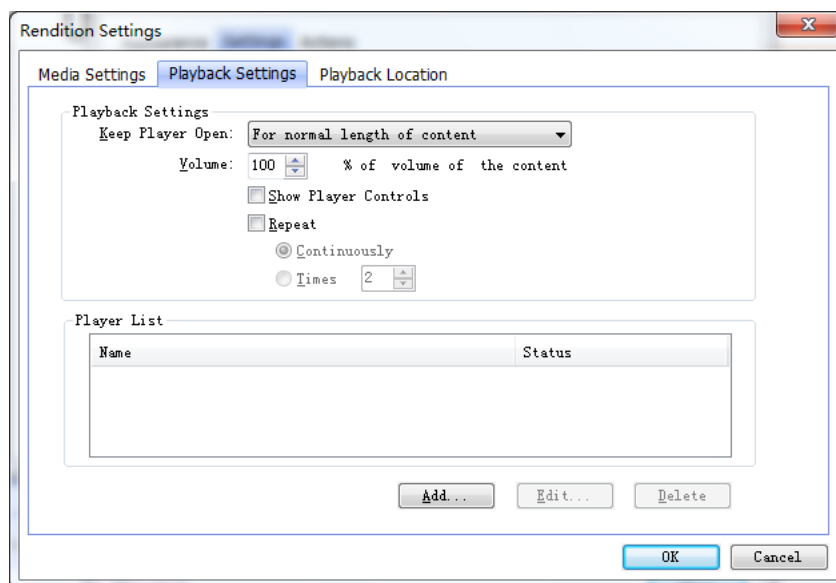 Rendition Settings
Settings
Media Settings Playback Settings Playback Location
Playback Settings
Keep Player Open: For normal length of content
Volume: 100 % of volume of the content
Show Player Controls
Repeat
Continuously
Times 2
Player List
Name Status
Add... Edit... Delete
OK Cancel